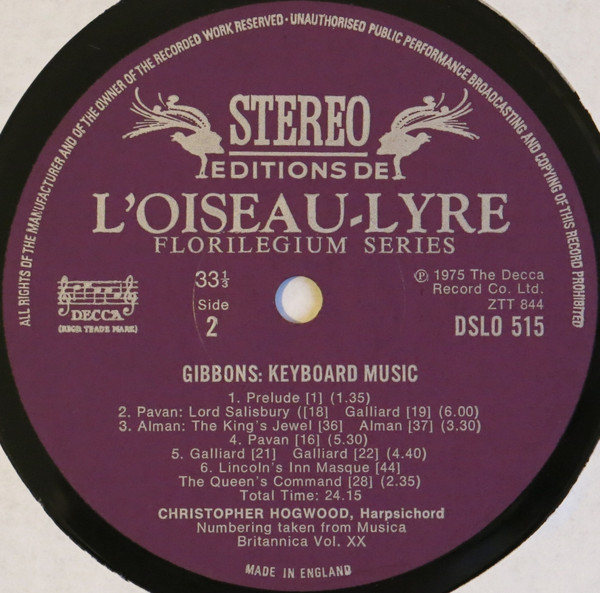 ALL RIGHTS OF THE MANUFACTURER AND OF THE OWNER OF THE RECORDED WORK RESERVED · UNAUTHORISED PUBLIC PERFORMANCE BROADCASTING AND COPYING OF THIS RECORD PROHIBITED
STEREO
EDITIONS DE
L'OISEAU-LYRE
FLORILEGIUM SERIES
DECCA
(REGD. TRADE MARK)
33⅓
Side
2
℗ 1975 The Decca
Record Co. Ltd.
ZTT 844
DSLO 515
GIBBONS: KEYBOARD MUSIC
1. Prelude [1] (1.35)
2. Pavan: Lord Salisbury ([18] Galliard [19] (6.00)
3. Alman: The King's Jewel [36] Alman [37] (3.30)
4. Pavan [16] (5.30)
5. Galliard [21] Galliard [22] (4.40)
6. Lincoln's Inn Masque [44]
The Queen's Command [28] (2.35)
Total Time: 24.15
CHRISTOPHER HOGWOOD, Harpsichord
Numbering taken from Musica
Britannica Vol. XX
MADE IN ENGLAND